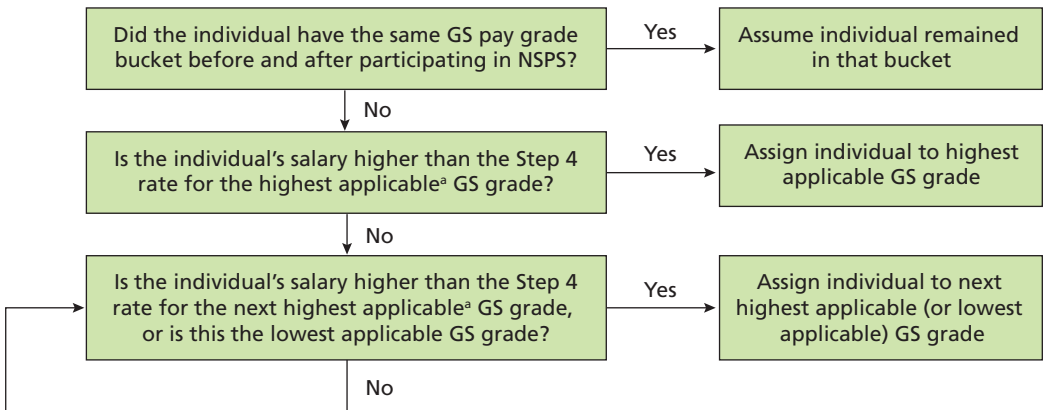 Did the individual have the same GS pay grade
bucket before and after participating in NSPS?
Yes
Assume individual remained
in that bucket
No
Is the individual's salary higher than the Step 4
rate for the highest applicableᵃ GS grade?
Yes
Assign individual to highest
applicable GS grade
No
Is the individual's salary higher than the Step 4
rate for the next highest applicableᵃ GS grade,
or is this the lowest applicable GS grade?
Yes
Assign individual to next
highest applicable (or lowest
applicable) GS grade
No